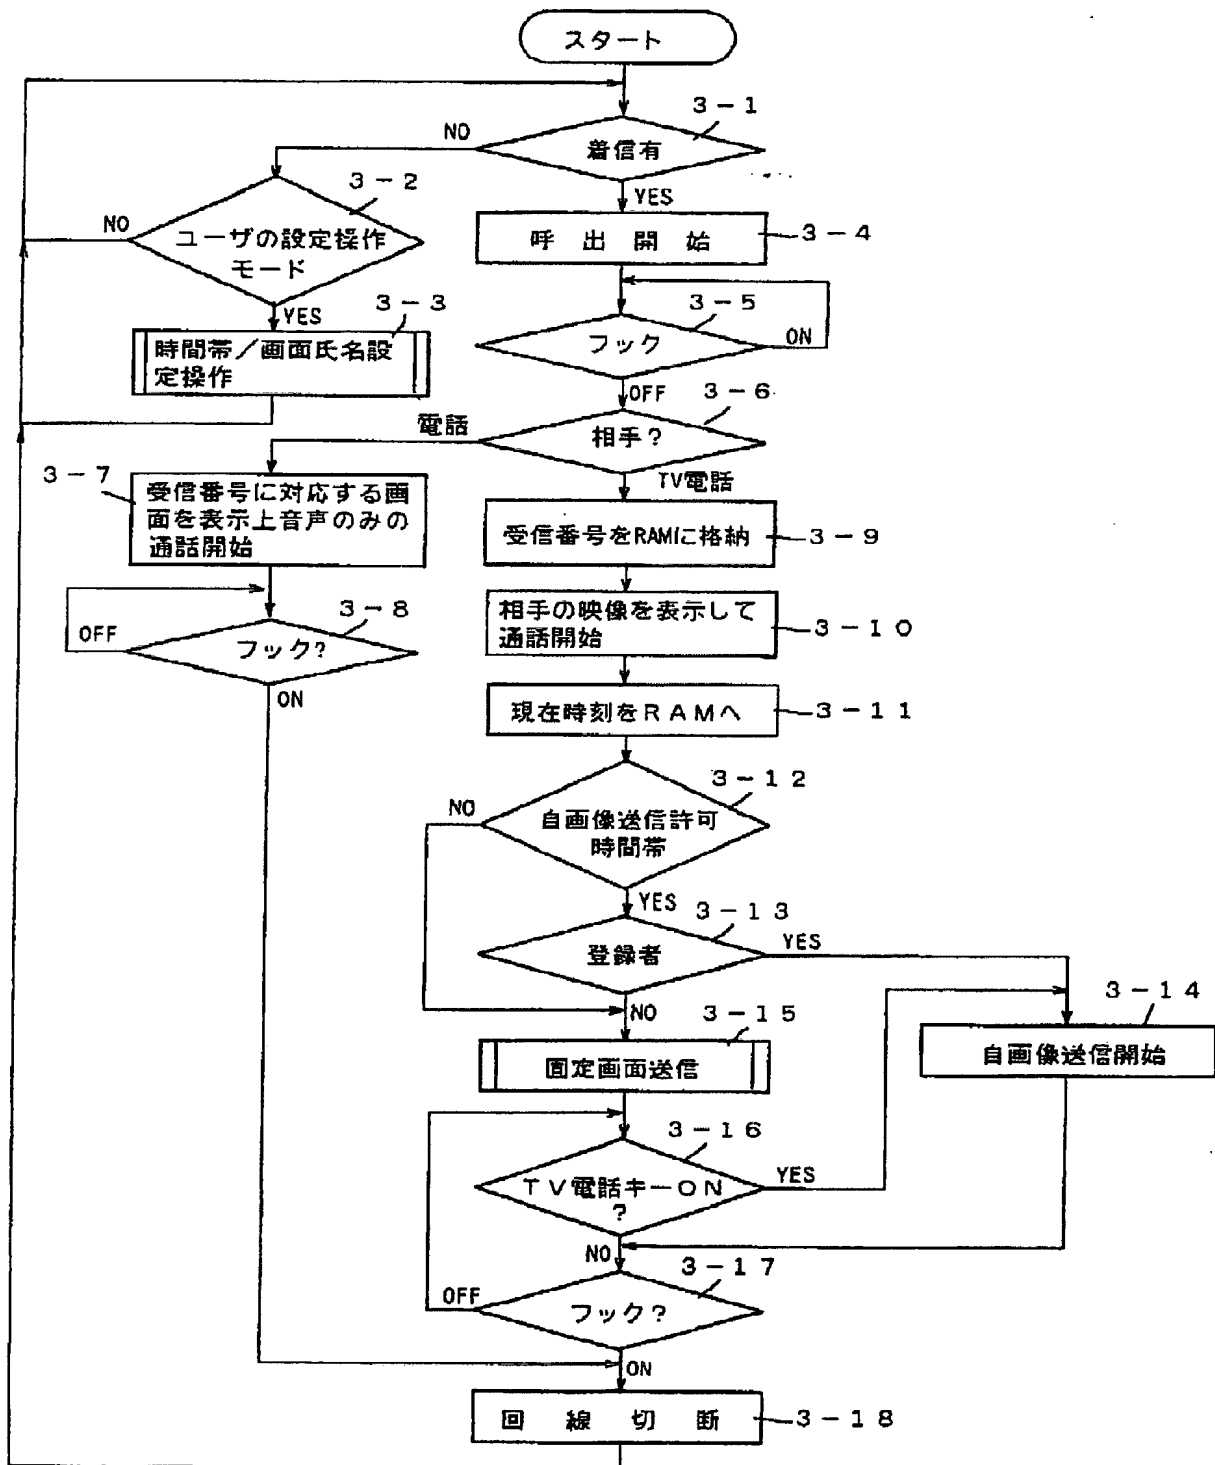 スタート
3-1
NO
着信有
3-2
YES
NO
ユーザの設定操作
モード
呼出開始
3-4
3-3
YES
3-5
時間帯/画面氏名設
定操作
フック
ON
OFF
3-6
電話
相手?
3-7
TV電話
受信番号に対応する画
面を表示上音声のみの
通話開始
受信番号をRAMに格納
3-9
3-8
相手の映像を表示して
通話開始
3-10
OFF
フック?
ON
現在時刻をRAMへ
3-11
3-12
NO
自画像送信許可
時間帯
YES
3-13
YES
登録者
NO
3-14
3-15
自画像送信開始
固定画面送信
3-16
YES
TV電話キーON
?
NO
3-17
OFF
フック?
ON
回線切断
3-18